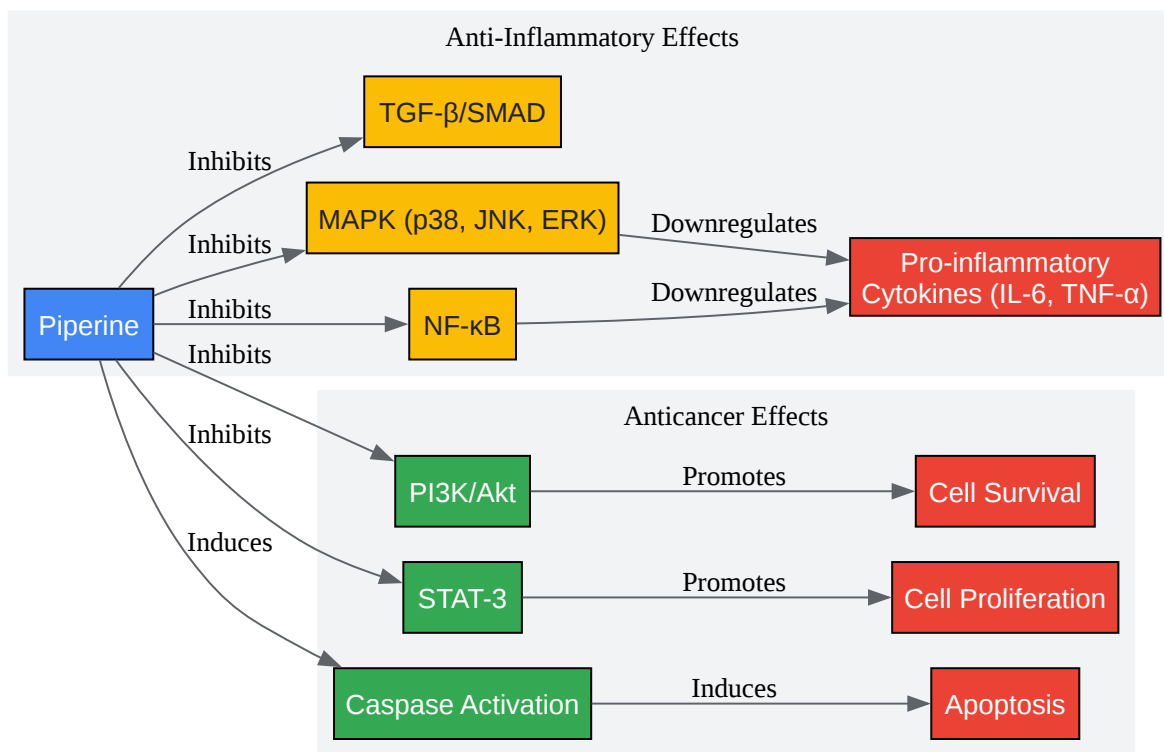 Anti-Inflammatory Effects
TGF-β/SMAD
Inhibits
MAPK (p38, JNK, ERK)
Inhibits
Downregulates
Pro-inflammatory
Cytokines (IL-6, TNF-α)
Piperine
Inhibits
NF-κB
Downregulates
Inhibits
Anticancer Effects
Inhibits
PI3K/Akt
Promotes
Cell Survival
Induces
STAT-3
Promotes
Cell Proliferation
Caspase Activation
Induces
Apoptosis